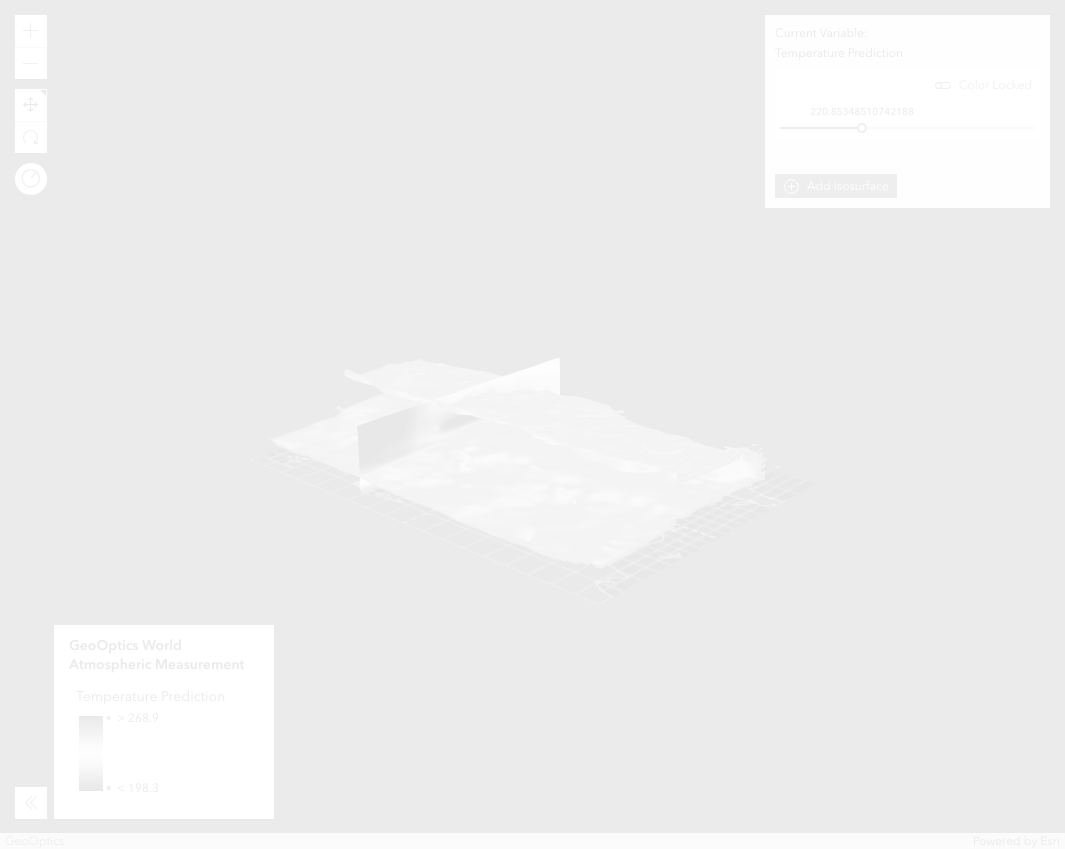 Current Variable:
Temperature Prediction
Color Locked
220.85348510742188
Add Isosurface
GeoOptics World
Atmospheric Measurement
Temperature Prediction
> 268.9
< 198.3
GeoOptics
Powered by Esri